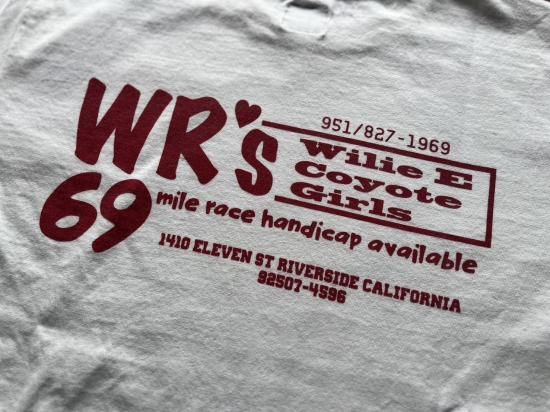 WR'S
951/827-1969
Wilie E
Coyote
Girls
69 mile race handicap available
1410 ELEVEN ST RIVERSIDE CALIFORNIA
92507-4596